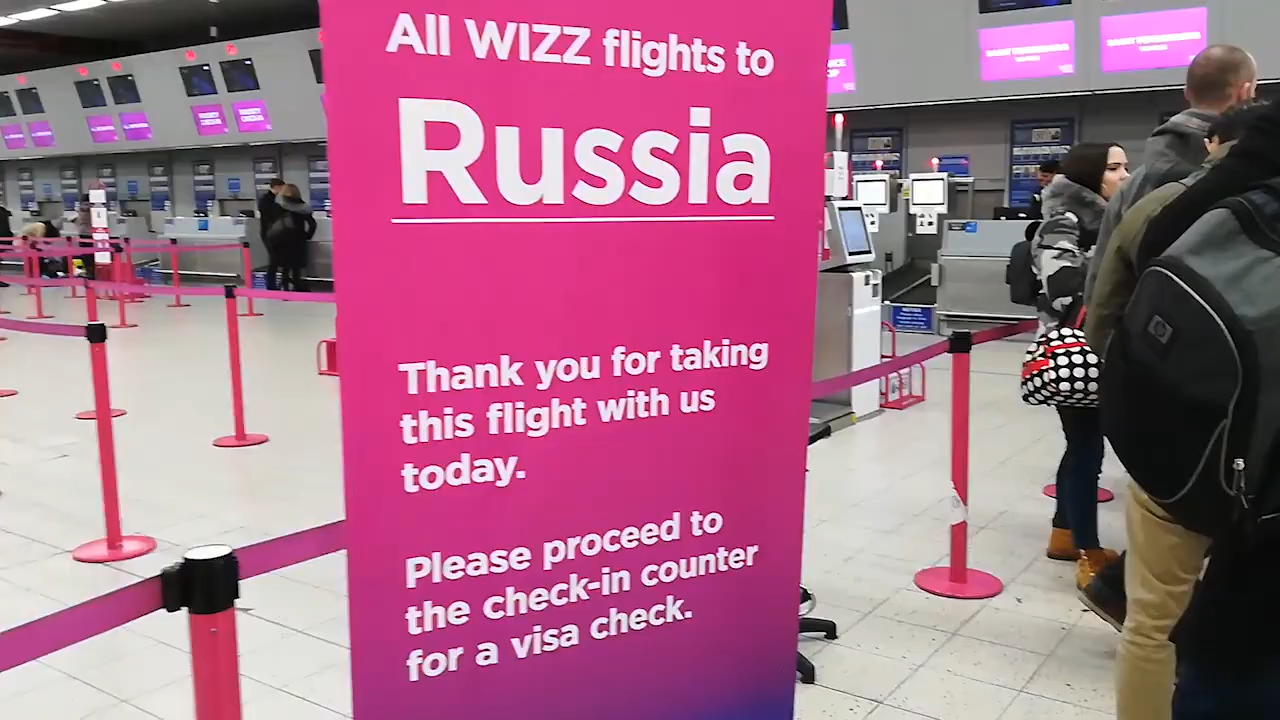 All WIZZ flights to
Russia
Thank you for taking
this flight with us
today.
Please proceed to
the check-in counter
for a visa check.